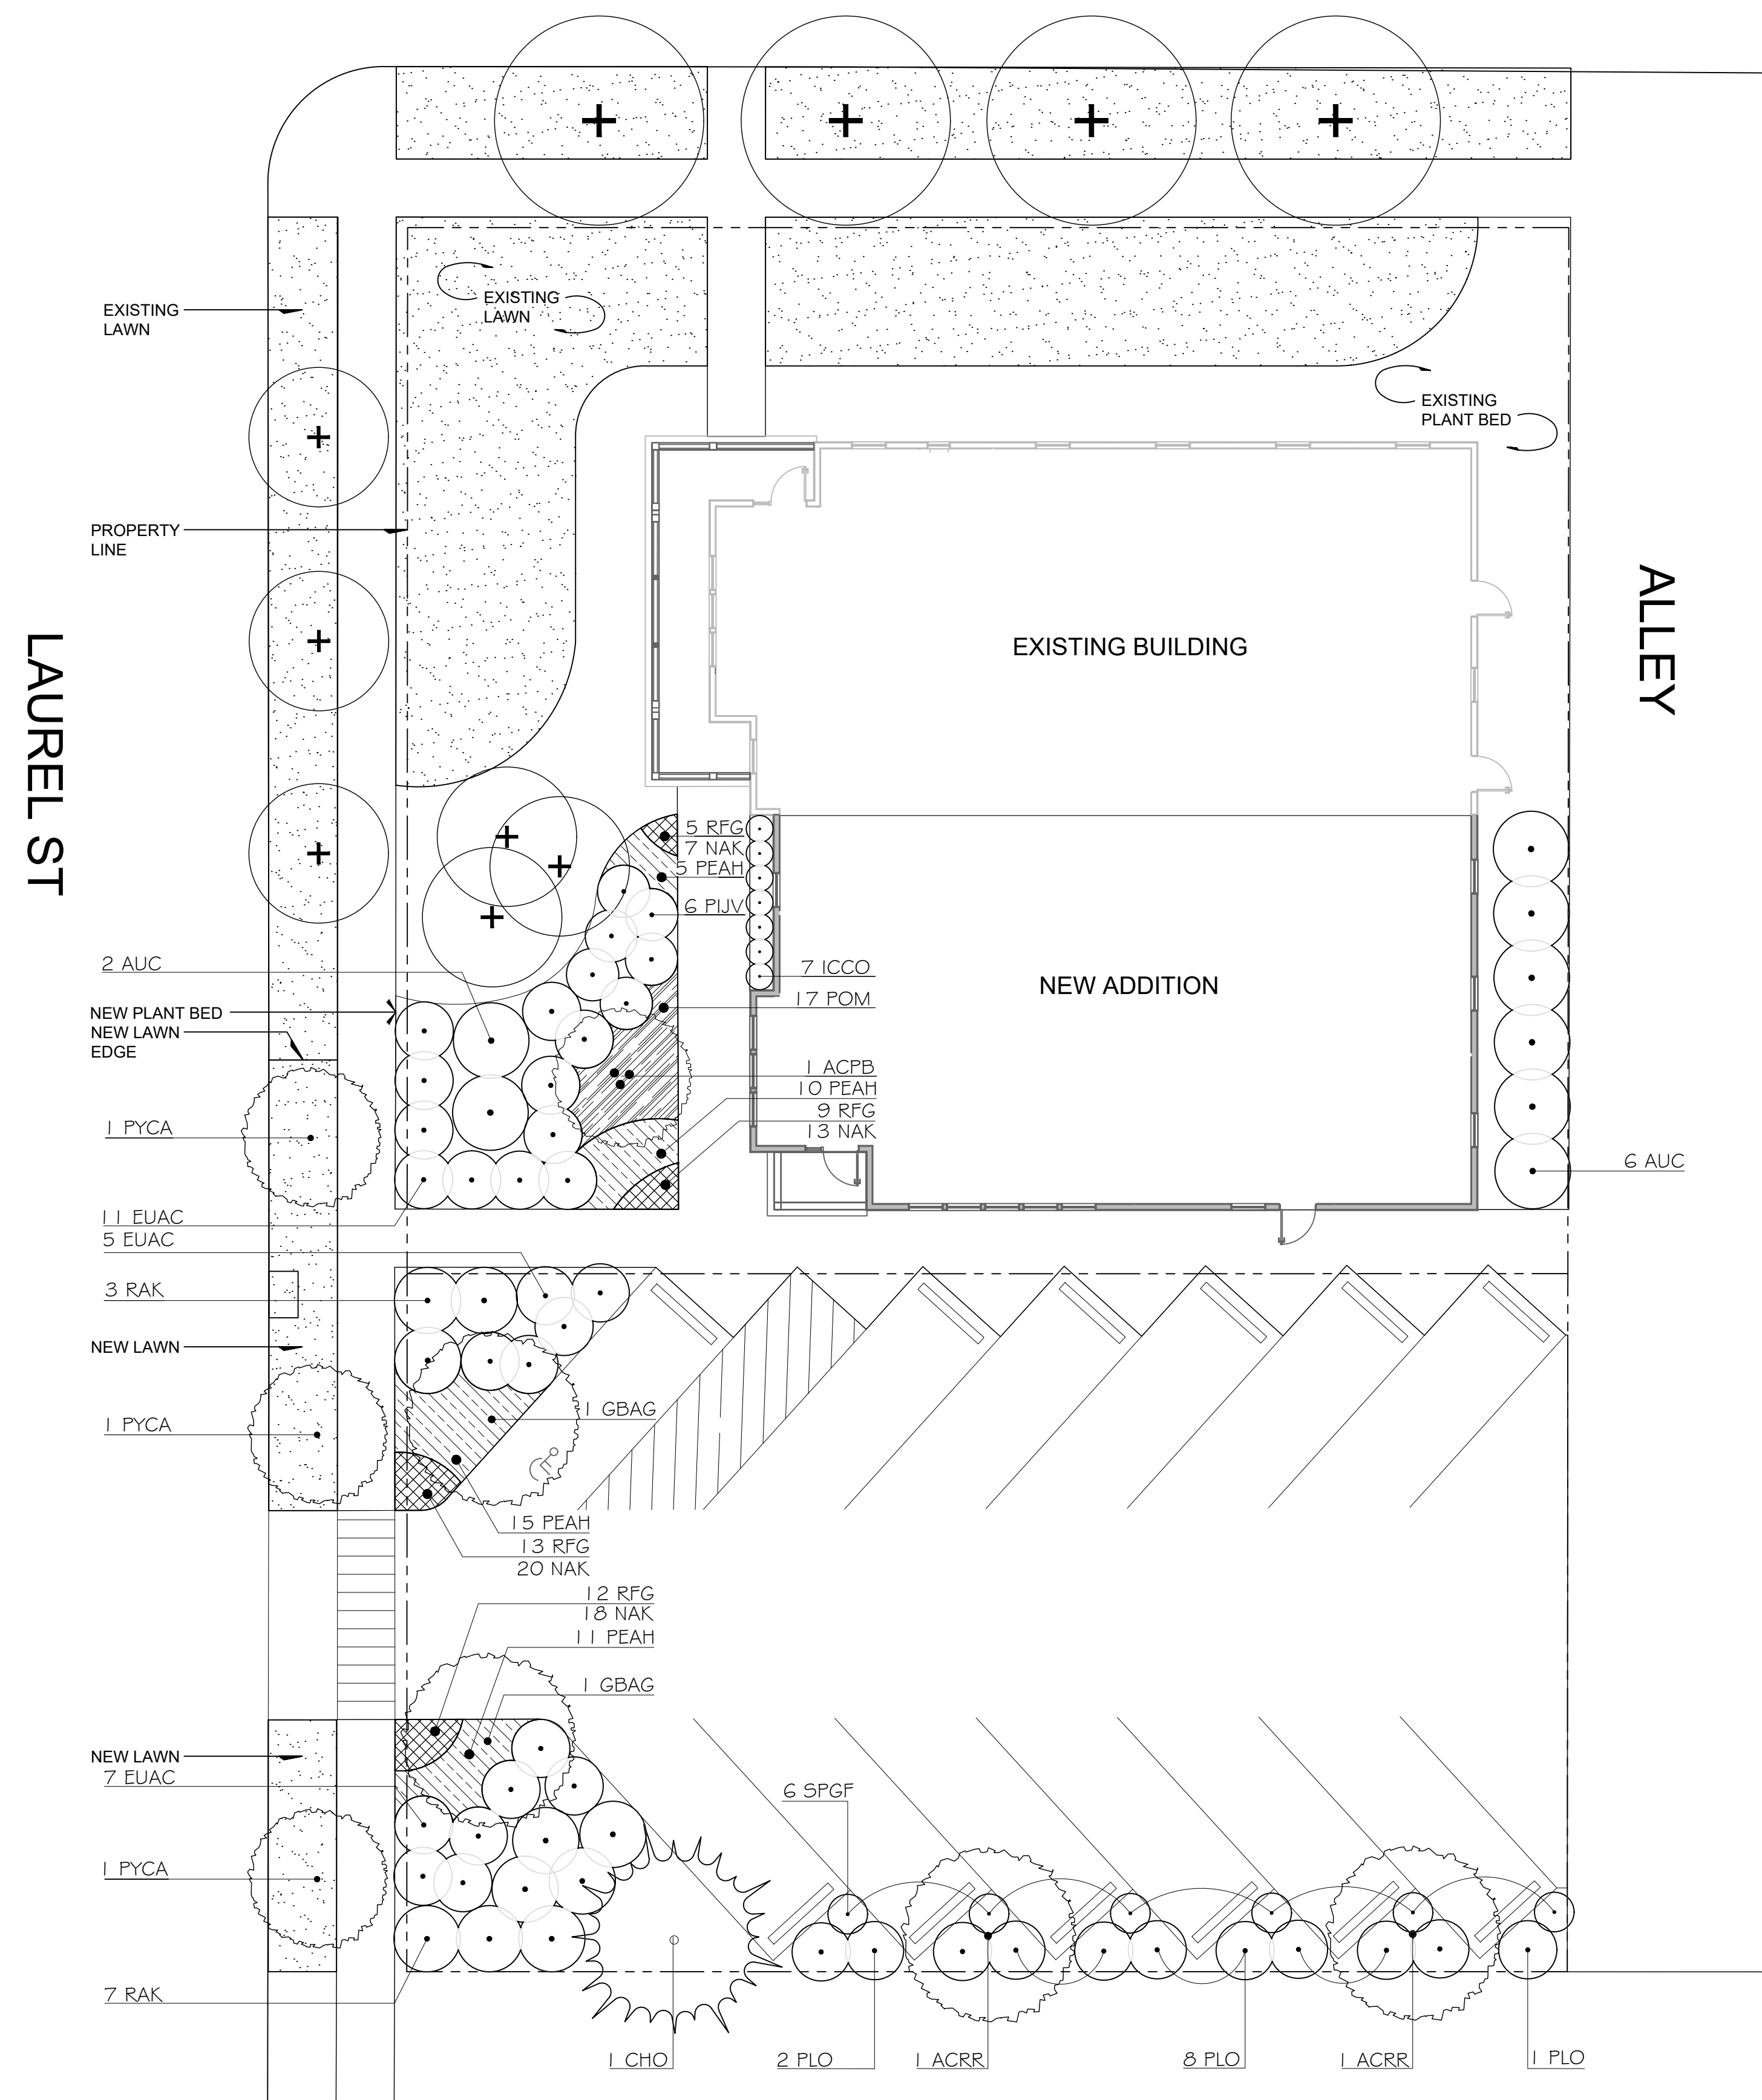 EXISTING
LAWN
EXISTING
LAWN
EXISTING
PLANT BED
PROPERTY
LINE
LAUREL ST
ALLEY
EXISTING BUILDING
5 RFG
7 NAK
5 PEAH
6 PIJV
2 AUC
7 ICCO
NEW ADDITION
17 POM
NEW PLANT BED
NEW LAWN
EDGE
1 ACPB
10 PEAH
9 RFG
13 NAK
1 PYCA
6 AUC
11 EUAC
5 EUAC
3 RAK
NEW LAWN
1 GBAG
1 PYCA
15 PEAH
13 RFG
20 NAK
12 RFG
18 NAK
11 PEAH
1 GBAG
NEW LAWN
7 EUAC
6 SPGF
1 PYCA
7 RAK
1 CHO
2 PLO
1 ACRR
8 PLO
1 ACRR
1 PLO